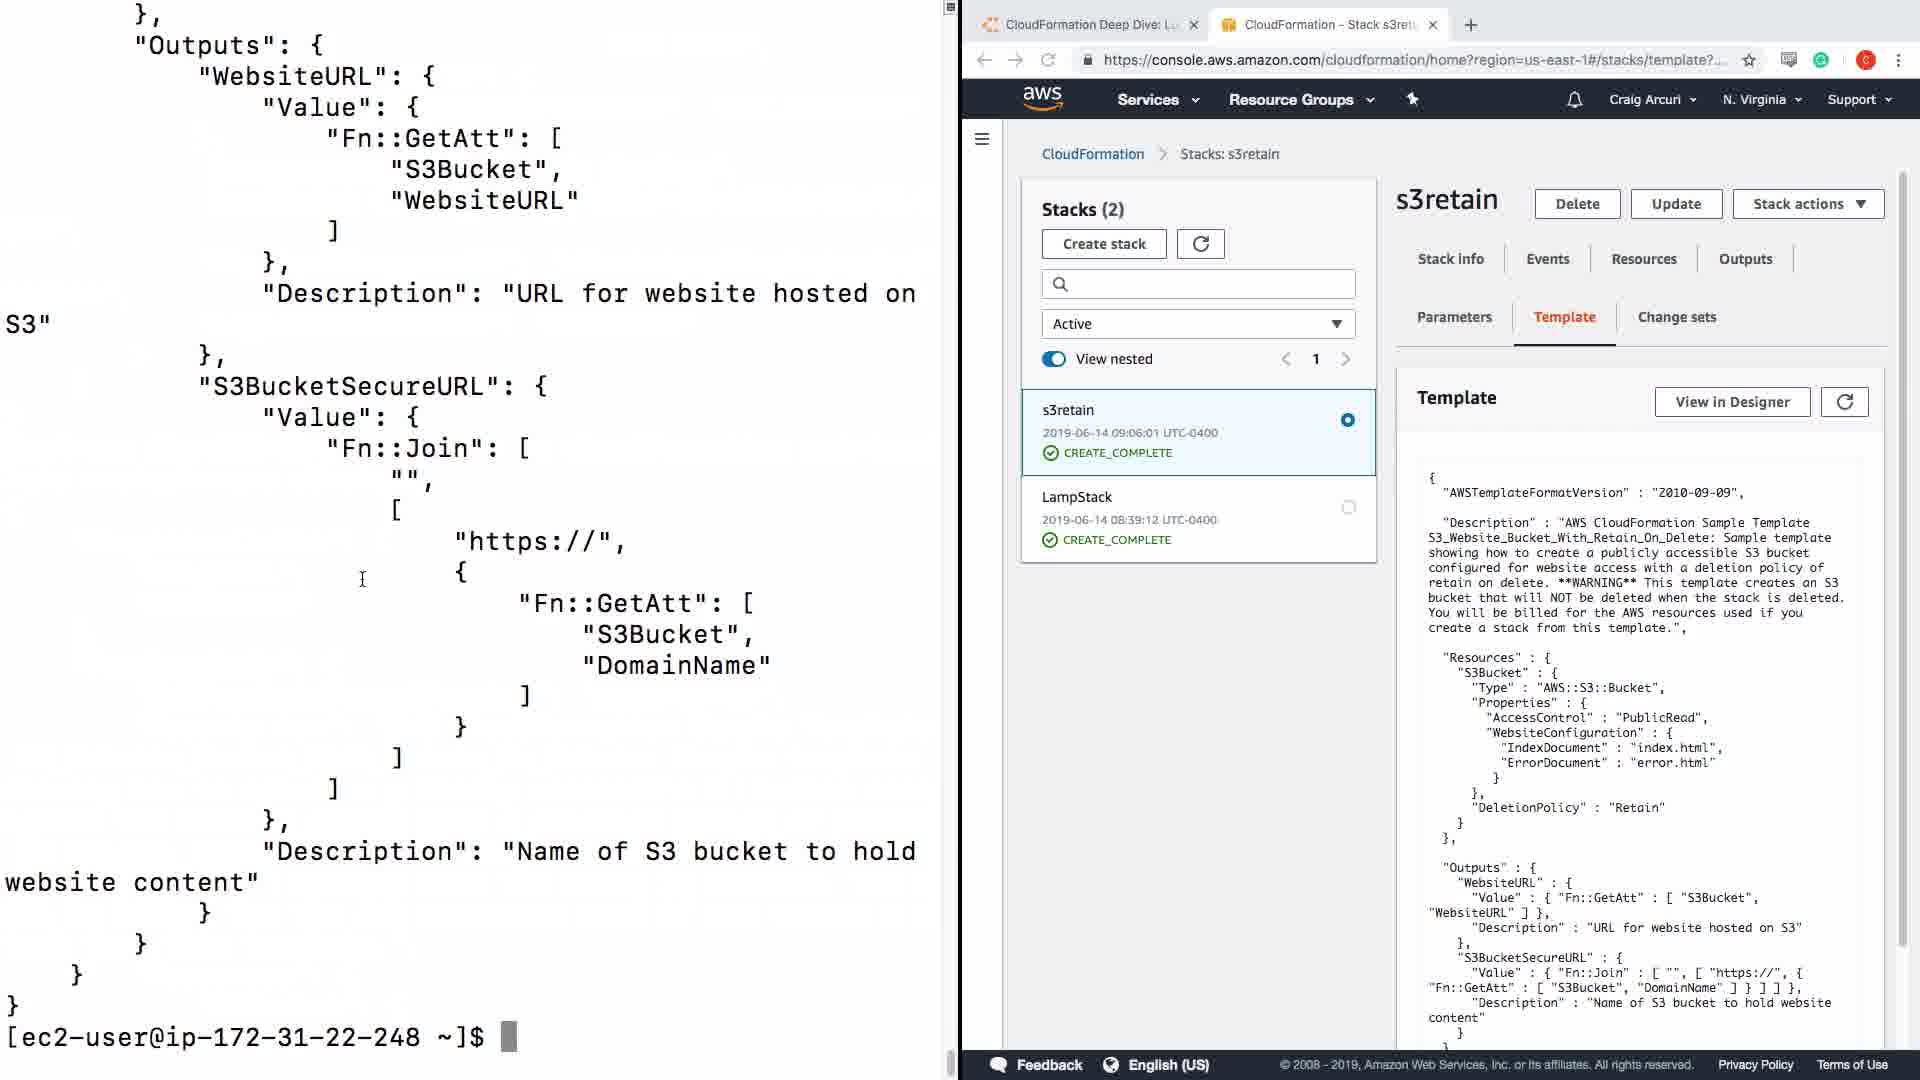 },
"Outputs": {
"WebsiteURL": {
"Value": {
"Fn::GetAtt": [
"S3Bucket",
"WebsiteURL"
]
},
"Description": "URL for website hosted on
S3"
},
"S3BucketSecureURL": {
"Value": {
"Fn::Join": [
"",
[
"https://",
{
"Fn::GetAtt": [
"S3Bucket",
"DomainName"
]
}
]
]
},
"Description": "Name of S3 bucket to hold
website content"
}
}
}
}
[ec2-user@ip-172-31-22-248 ~]$
CloudFormation Deep Dive: Lu
CloudFormation - Stack s3reta
https://console.aws.amazon.com/cloudformation/home?region=us-east-1#/stacks/template?...
C
aws
Services
Resource Groups
Craig Arcuri
N. Virginia
Support
CloudFormation > Stacks: s3retain
Stacks (2)
Create stack
Active
View nested
< 1 >
s3retain
2019-06-14 09:06:01 UTC-0400
CREATE_COMPLETE
LampStack
2019-06-14 08:39:12 UTC-0400
CREATE_COMPLETE
s3retain
Delete
Update
Stack actions
Stack info
Events
Resources
Outputs
Parameters
Template
Change sets
Template
View in Designer
{
"AWSTemplateFormatVersion" : "2010-09-09",
"Description" : "AWS CloudFormation Sample Template
S3_Website_Bucket_With_Retain_On_Delete: Sample template
showing how to create a publicly accessible S3 bucket
configured for website access with a deletion policy of
retain on delete. **WARNING** This template creates an S3
bucket that will NOT be deleted when the stack is deleted.
You will be billed for the AWS resources used if you
create a stack from this template.",
"Resources" : {
"S3Bucket" : {
"Type" : "AWS::S3::Bucket",
"Properties" : {
"AccessControl" : "PublicRead",
"WebsiteConfiguration" : {
"IndexDocument" : "index.html",
"ErrorDocument" : "error.html"
}
},
"DeletionPolicy" : "Retain"
}
},
"Outputs" : {
"WebsiteURL" : {
"Value" : { "Fn::GetAtt" : [ "S3Bucket",
"WebsiteURL" ] },
"Description" : "URL for website hosted on S3"
},
"S3BucketSecureURL" : {
"Value" : { "Fn::Join" : [ "", [ "https://", {
"Fn::GetAtt" : [ "S3Bucket", "DomainName" ] } ] ] },
"Description" : "Name of S3 bucket to hold website
content"
}
}
Feedback
English (US)
© 2008 - 2019, Amazon Web Services, Inc. or its affiliates. All rights reserved.
Privacy Policy
Terms of Use